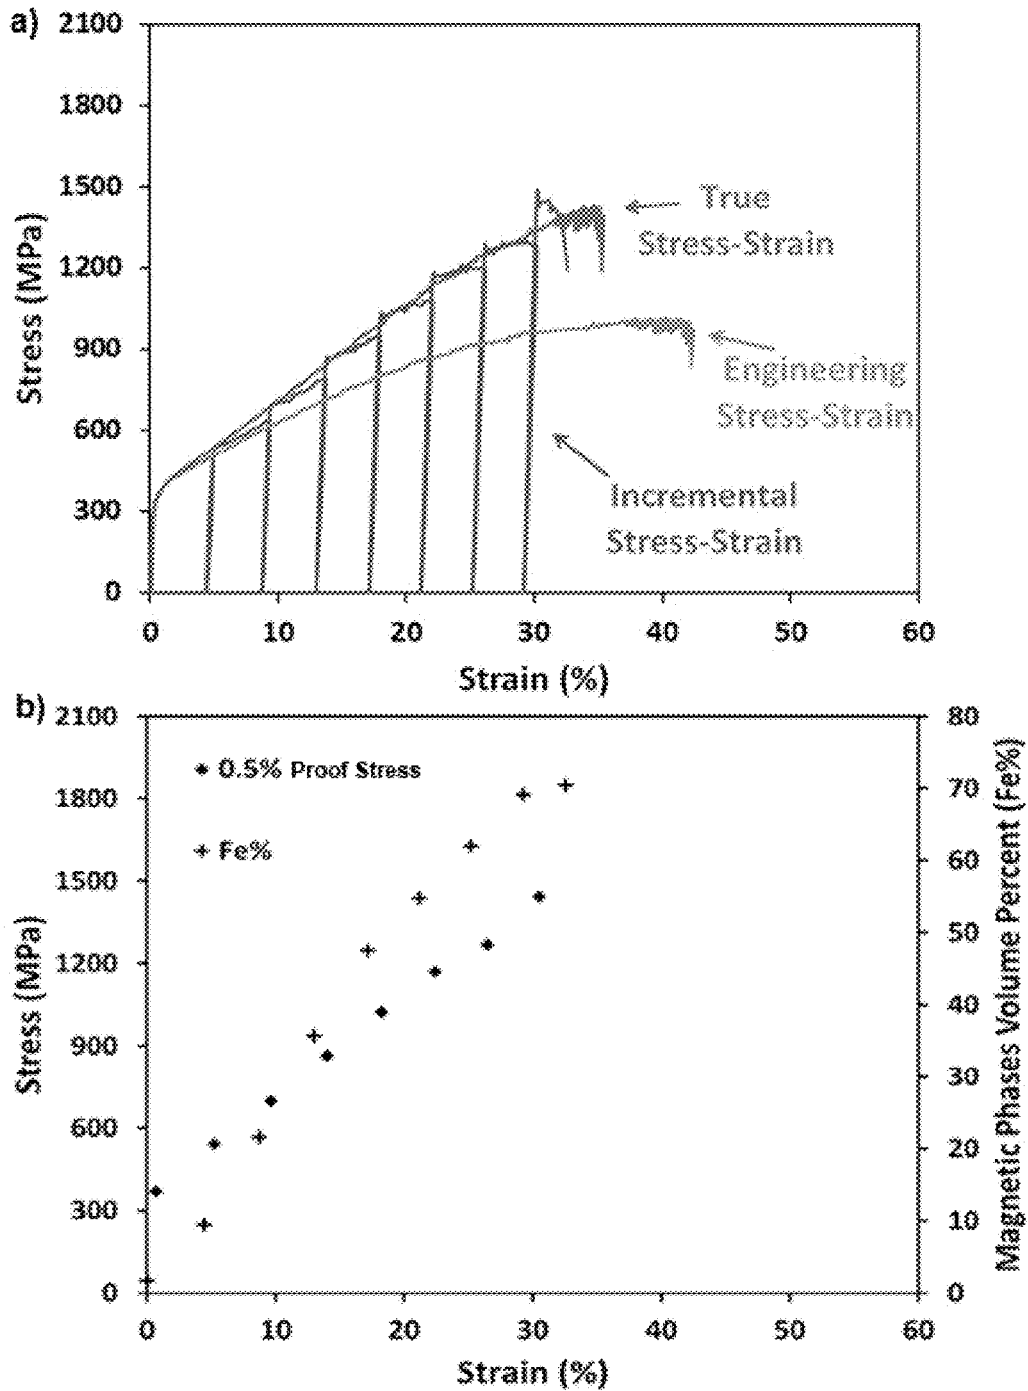 a)
2100
1800
1500
1200
900
600
300
0
Stress (MPa)
True
Stress-Strain
Engineering
Stress-Strain
Incremental
Stress-Strain
0 10 20 30 40 50 60
Strain (%)
b)
2100
1800
1500
1200
900
600
300
0
Stress (MPa)
0.5% Proof Stress
Fe%
80
70
60
50
40
30
20
10
0
Magnetic Phases Volume Percent (Fe%)
0 10 20 30 40 50 60
Strain (%)